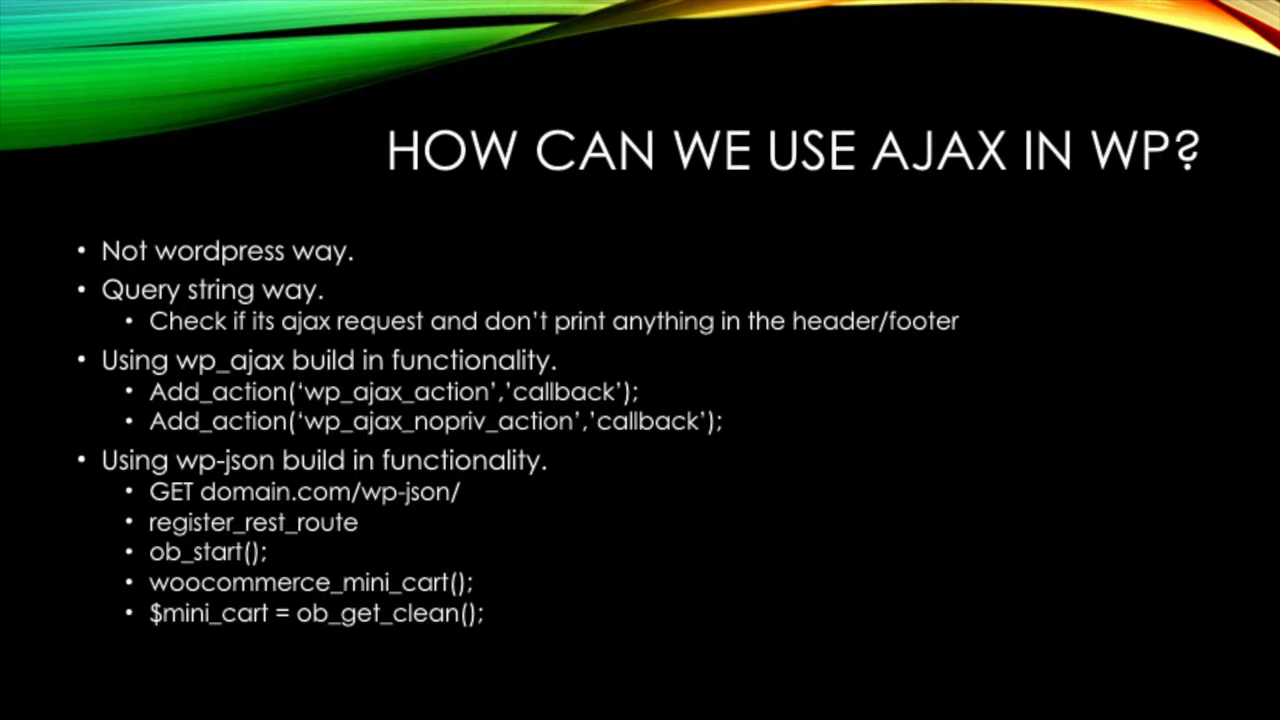 HOW CAN WE USE AJAX IN WP?
• Not wordpress way.
• Query string way.
• Check if its ajax request and don’t print anything in the header/footer
• Using wp_ajax build in functionality.
• Add_action(‘wp_ajax_action’,’callback’);
• Add_action(‘wp_ajax_nopriv_action’,’callback’);
• Using wp-json build in functionality.
• GET domain.com/wp-json/
• register_rest_route
• ob_start();
• woocommerce_mini_cart();
• $mini_cart = ob_get_clean();